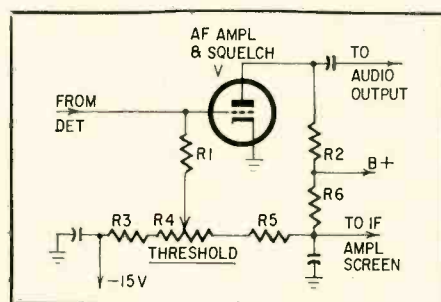 AF AMPL
& SQUELCH
V
TO
AUDIO
OUTPUT
FROM
DET
R1
R2
B+
R6
R3
R4
R5
TO IF
AMPL
SCREEN
THRESHOLD
-15V